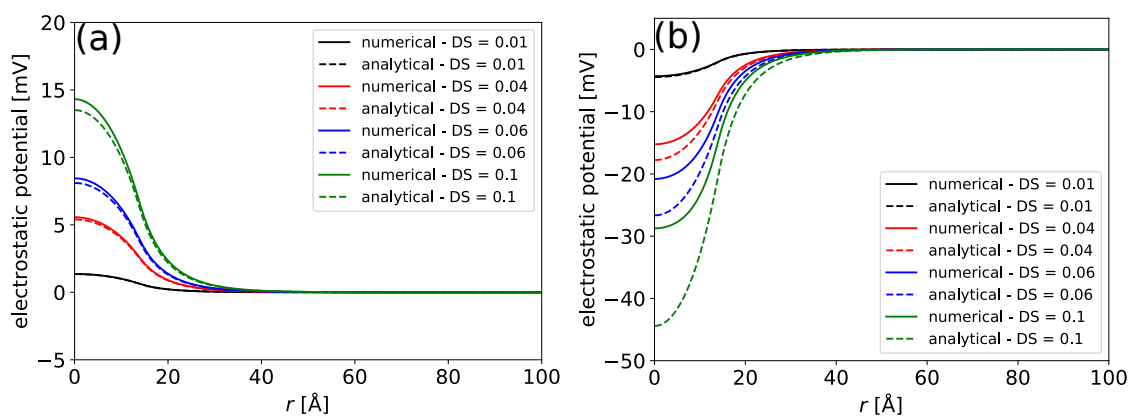 (a)
20
15
10
5
0
−5
electrostatic potential [mV]
numerical - DS = 0.01
analytical - DS = 0.01
numerical - DS = 0.04
analytical - DS = 0.04
numerical - DS = 0.06
analytical - DS = 0.06
numerical - DS = 0.1
analytical - DS = 0.1
0 20 40 60 80 100
r [Å]
(b)
0
−10
−20
−30
−40
−50
electrostatic potential [mV]
numerical - DS = 0.01
analytical - DS = 0.01
numerical - DS = 0.04
analytical - DS = 0.04
numerical - DS = 0.06
analytical - DS = 0.06
numerical - DS = 0.1
analytical - DS = 0.1
0 20 40 60 80 100
r [Å]